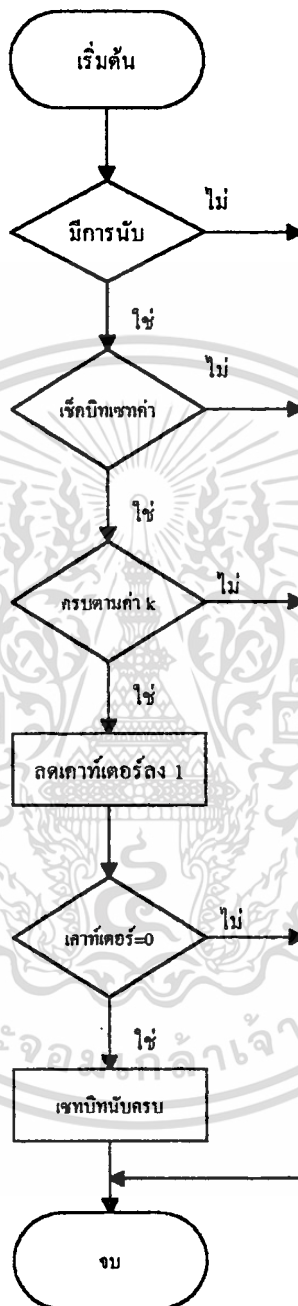 เริ่มต้น
มีการนับ
ไม่
ใช่
เช็คบิทเซทค่า
ไม่
ใช่
ครบตามค่า k
ไม่
ใช่
ลดเคาท์เตอร์ลง 1
เคาท์เตอร์=0
ไม่
ใช่
เซทบิทนับครบ
จบ